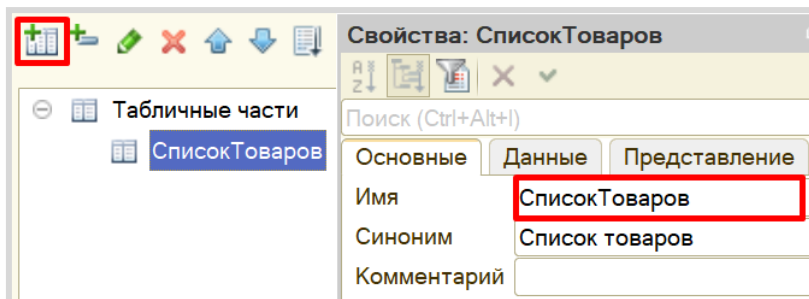 Свойства: СписокТоваров
Поиск (Ctrl+Alt+I)
Табличные части
СписокТоваров
Основные Данные Представление
Имя СписокТоваров
Синоним Список товаров
Комментарий